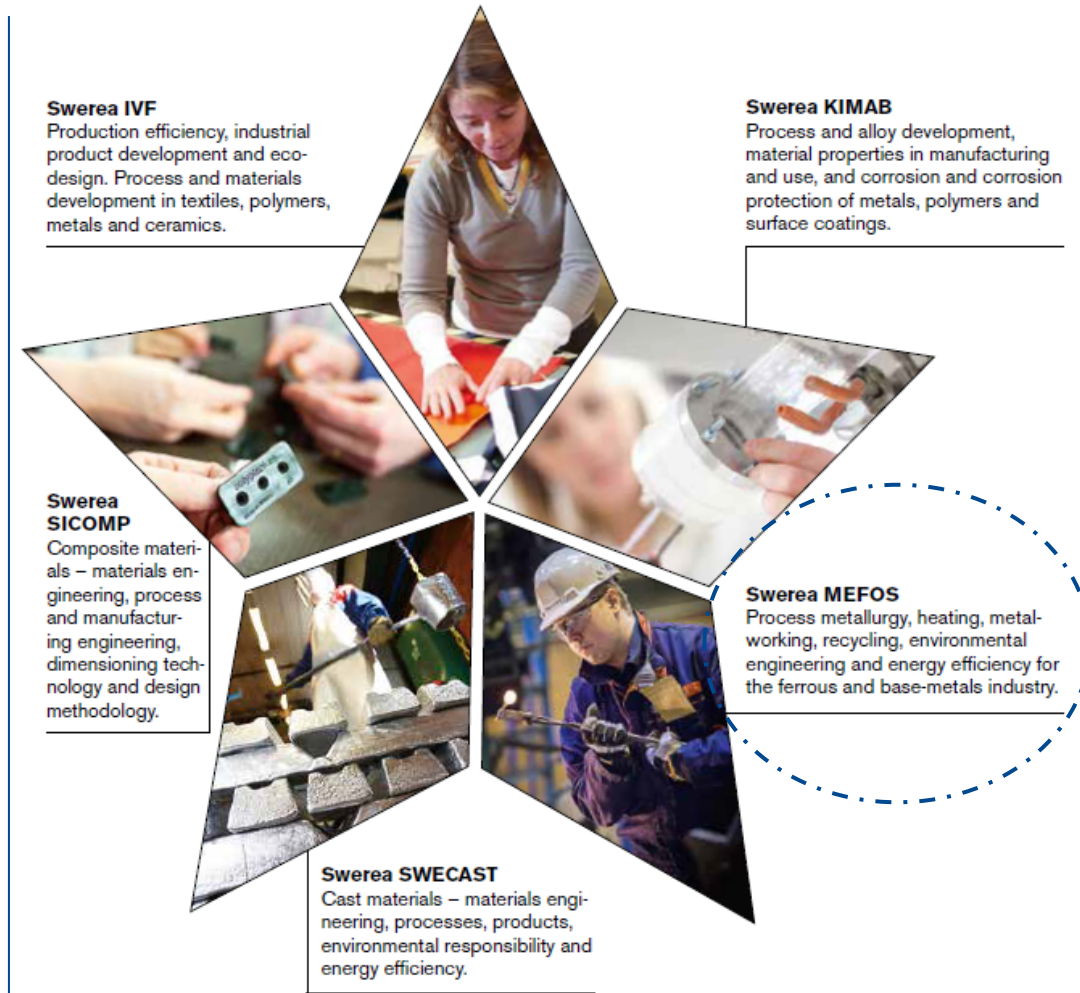 Swerea IVF
Production efficiency, industrial
product development and eco-
design. Process and materials
development in textiles, polymers,
metals and ceramics.
Swerea KIMAB
Process and alloy development,
material properties in manufacturing
and use, and corrosion and corrosion
protection of metals, polymers and
surface coatings.
Swerea
SICOMP
Composite materi-
als – materials en-
gineering, process
and manufactur-
ing engineering,
dimensioning tech-
nology and design
methodology.
Swerea MEFOS
Process metallurgy, heating, metal-
working, recycling, environmental
engineering and energy efficiency for
the ferrous and base-metals industry.
Swerea SWECAST
Cast materials – materials engi-
neering, processes, products,
environmental responsibility and
energy efficiency.